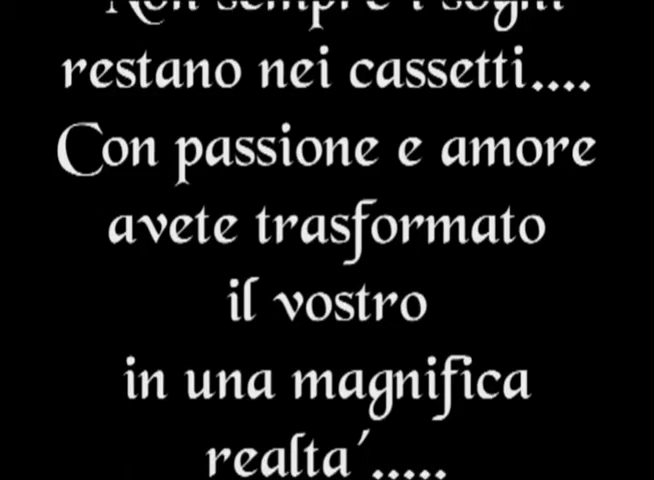 Non sempre i sogni
restano nei cassetti....
Con passione e amore
avete trasformato
il vostro
in una magnifica
realta´.....